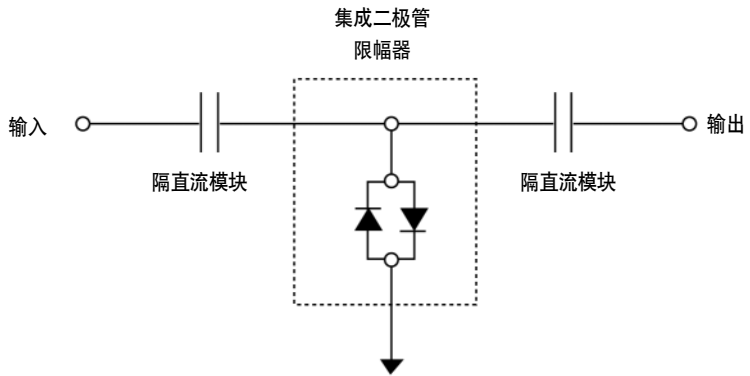 集成二极管
限幅器
输入
输出
隔直流模块
隔直流模块